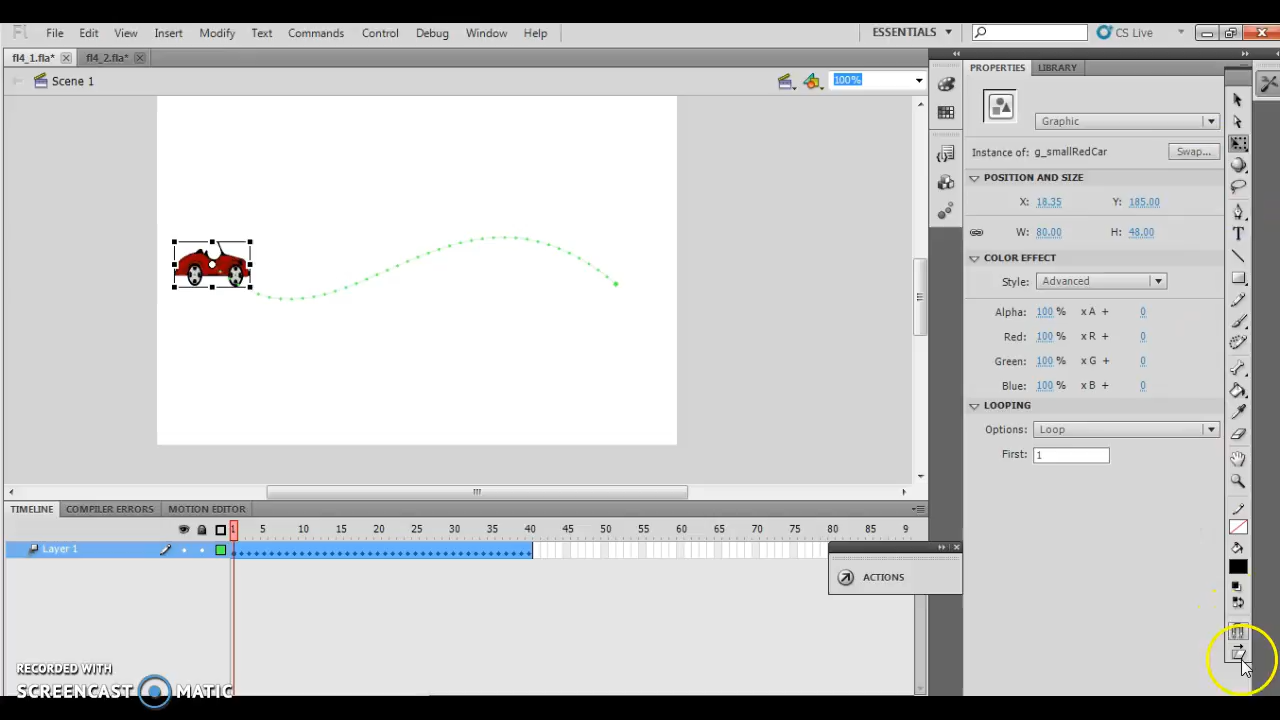 Fl File Edit View Insert Modify Text Commands Control Debug Window Help ESSENTIALS CS Live
fl4_1.fla* fl4_2.fla*
Scene 1 100%
PROPERTIES LIBRARY
Graphic
Instance of: g_smallRedCar Swap...
POSITION AND SIZE
X: 18.35 Y: 185.00
W: 80.00 H: 48.00
COLOR EFFECT
Style: Advanced
Alpha: 100 % x A + 0
Red: 100 % x R + 0
Green: 100 % x G + 0
Blue: 100 % x B + 0
LOOPING
Options: Loop
First: 1
TIMELINE COMPILER ERRORS MOTION EDITOR
1 5 10 15 20 25 30 35 40 45 50 55 60 65 70 75 80 85 9
Layer 1
ACTIONS
RECORDED WITH
SCREENCAST MATIC